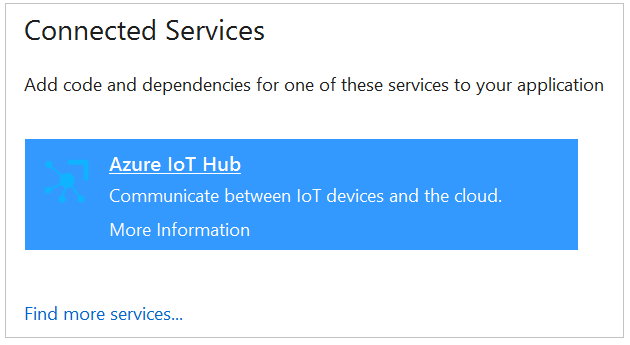 Connected Services
Add code and dependencies for one of these services to your application
Azure IoT Hub
Communicate between IoT devices and the cloud.
More Information
Find more services...